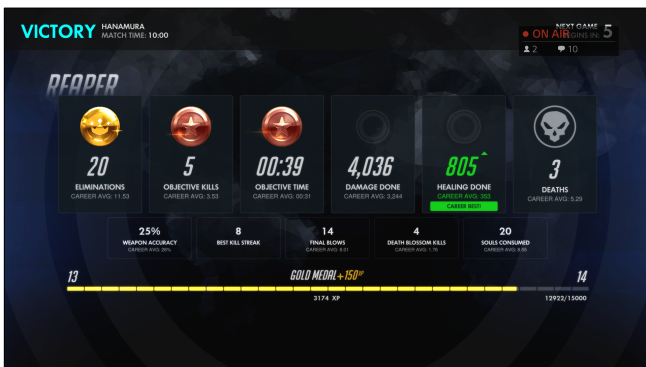 VICTORY HANAMURA
MATCH TIME: 10:00
NEXT GAME
BEGINS IN: 5
ON AIR
2 10
REAPER
20
ELIMINATIONS
CAREER AVG: 11.53
5
OBJECTIVE KILLS
CAREER AVG: 3.53
00:39
OBJECTIVE TIME
CAREER AVG: 00:31
4,036
DAMAGE DONE
CAREER AVG: 3,244
805
HEALING DONE
CAREER AVG: 353
CAREER BEST!
3
DEATHS
CAREER AVG: 5.29
25%
WEAPON ACCURACY
CAREER AVG: 26%
8
BEST KILL STREAK
14
FINAL BLOWS
CAREER AVG: 8.01
4
DEATH BLOSSOM KILLS
CAREER AVG: 1.76
20
SOULS CONSUMED
CAREER AVG:
13 GOLD MEDAL +150 XP 14
3174 XP 12922/15000